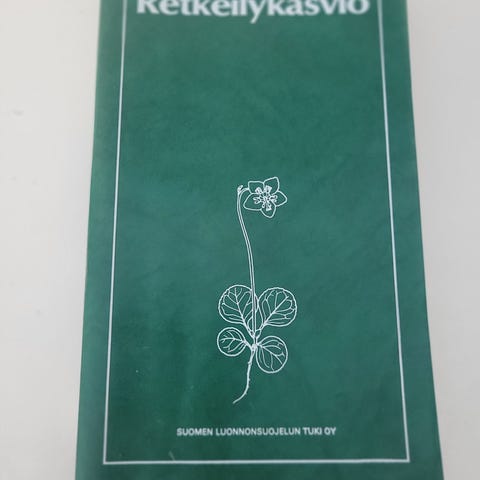 Retkeilykasvio
SUOMEN LUONNONSUOJELUN TUKI OY